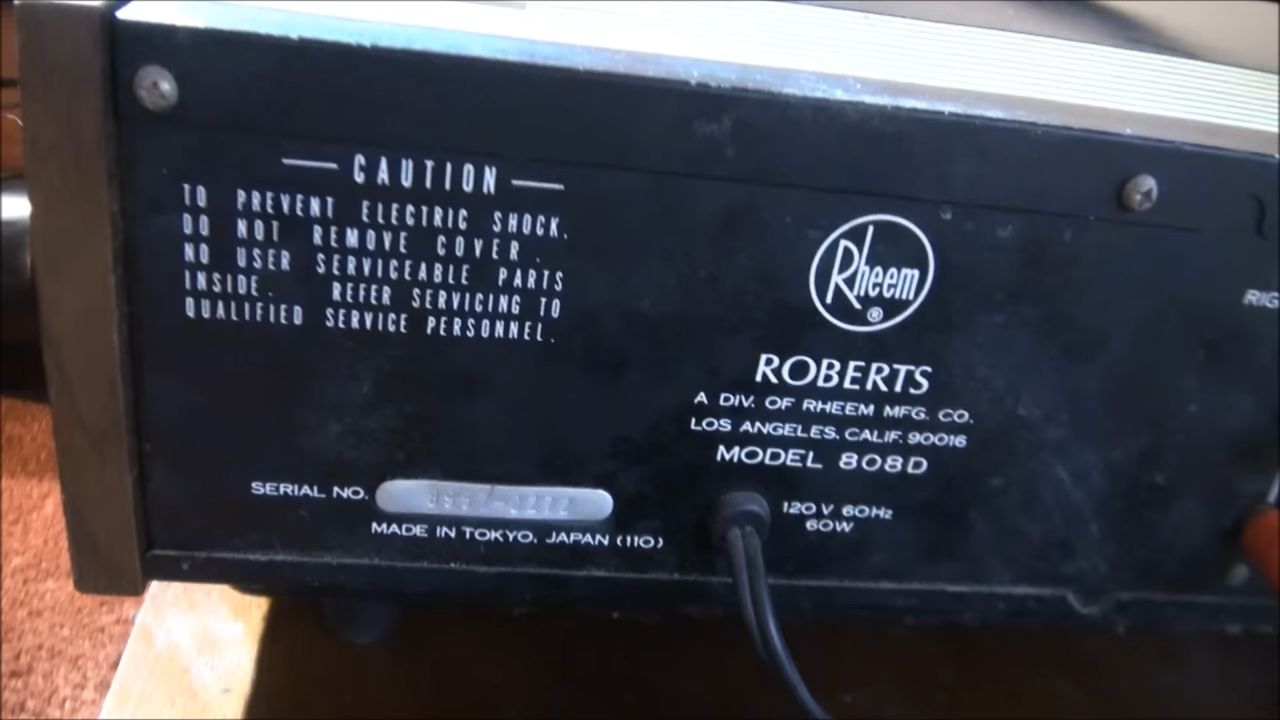 CAUTION
TO PREVENT ELECTRIC SHOCK.
DO NOT REMOVE COVER.
NO USER SERVICEABLE PARTS
INSIDE. REFER SERVICING TO
QUALIFIED SERVICE PERSONNEL.
Rheem
®
RIG
ROBERTS
A DIV. OF RHEEM MFG. CO.
LOS ANGELES, CALIF. 90016
MODEL 808D
SERIAL NO.
MADE IN TOKYO, JAPAN (110)
120 V 60Hz
60W